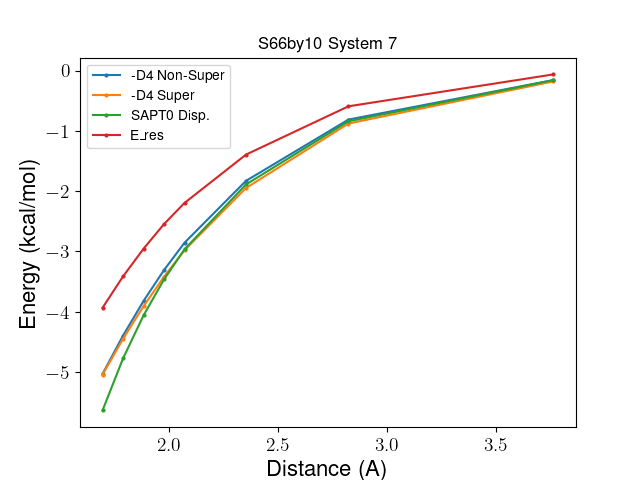 S66by10 System 7
-D4 Non-Super
-D4 Super
SAPT0 Disp.
E_res
Energy (kcal/mol)
0
−1
−2
−3
−4
−5
2.0 2.5 3.0 3.5
Distance (A)